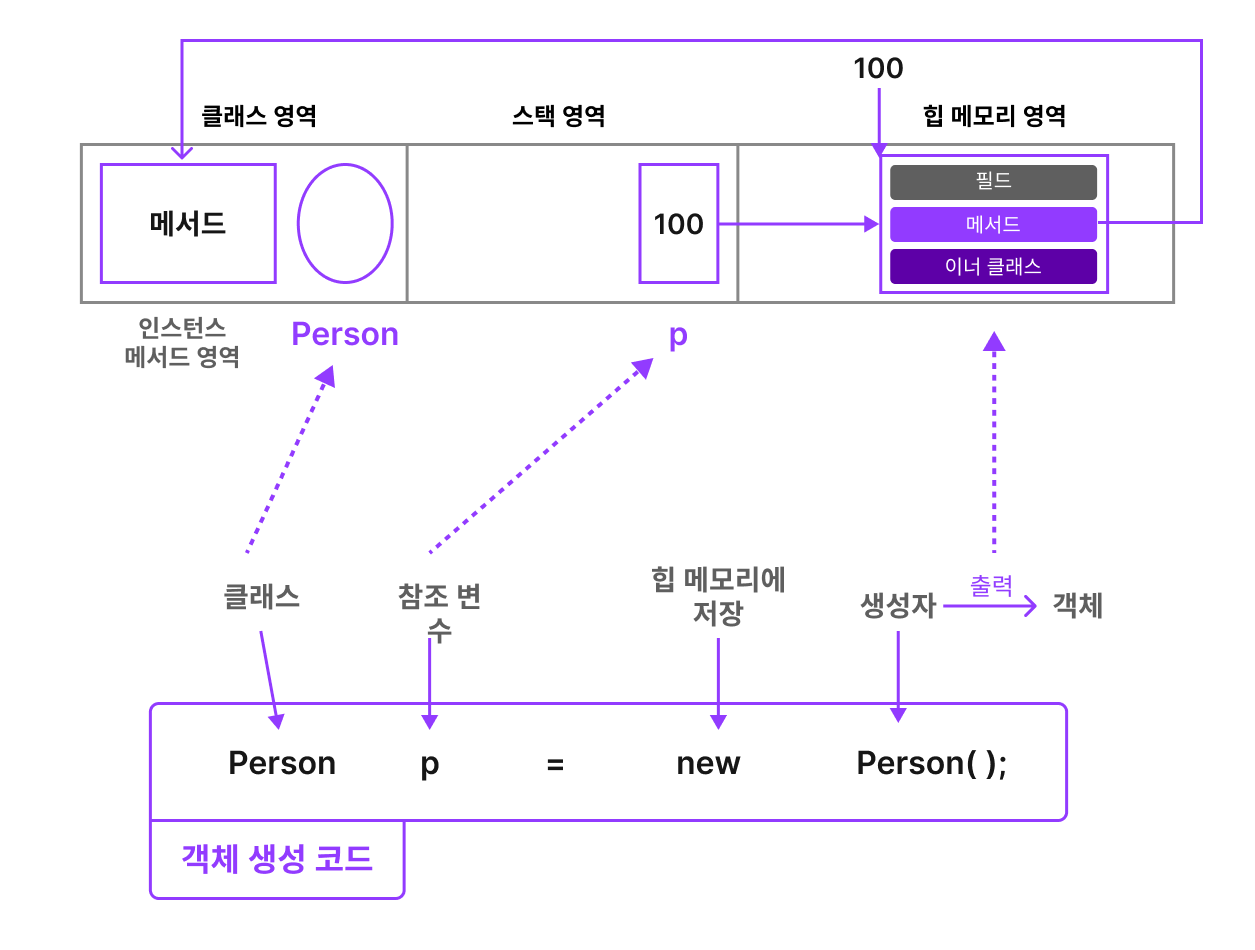 100
클래스 영역
스택 영역
힙 메모리 영역
메서드
100
필드
메서드
이너 클래스
인스턴스
메서드 영역
Person
p
클래스
참조 변
수
힙 메모리에
저장
생성자
출력
객체
Person p = new Person( );
객체 생성 코드